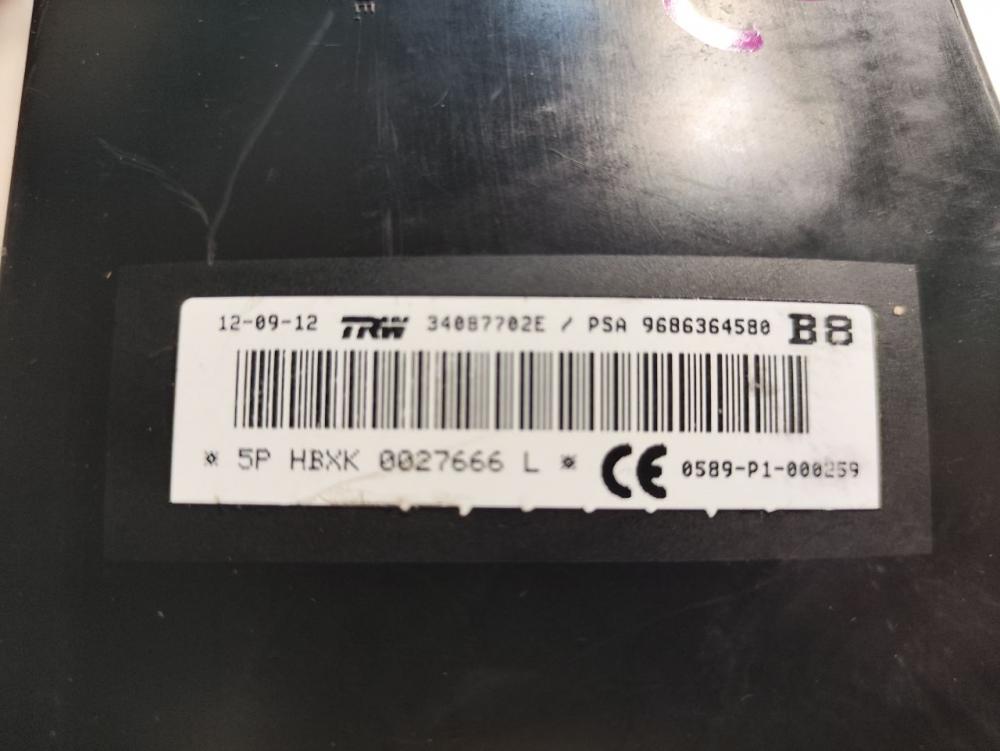 12-09-12 TRW 34087702E / PSA 9686364580 B8
* 5P HBXK 0027666 L * CE 0589-P1-000259